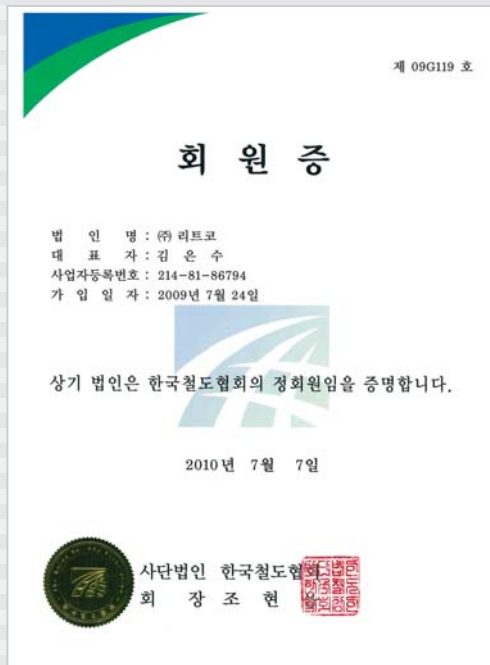 제 09G119 호
회 원 증
법 인 명 : ㈜ 리트코
대 표 자 : 김 은 수
사업자등록번호 : 214-81-86794
가 입 일 자 : 2009년 7월 24일
상기 법인은 한국철도협회의 정회원임을 증명합니다.
2010년 7월 7일
사단법인 한국철도협회
회 장 조 현